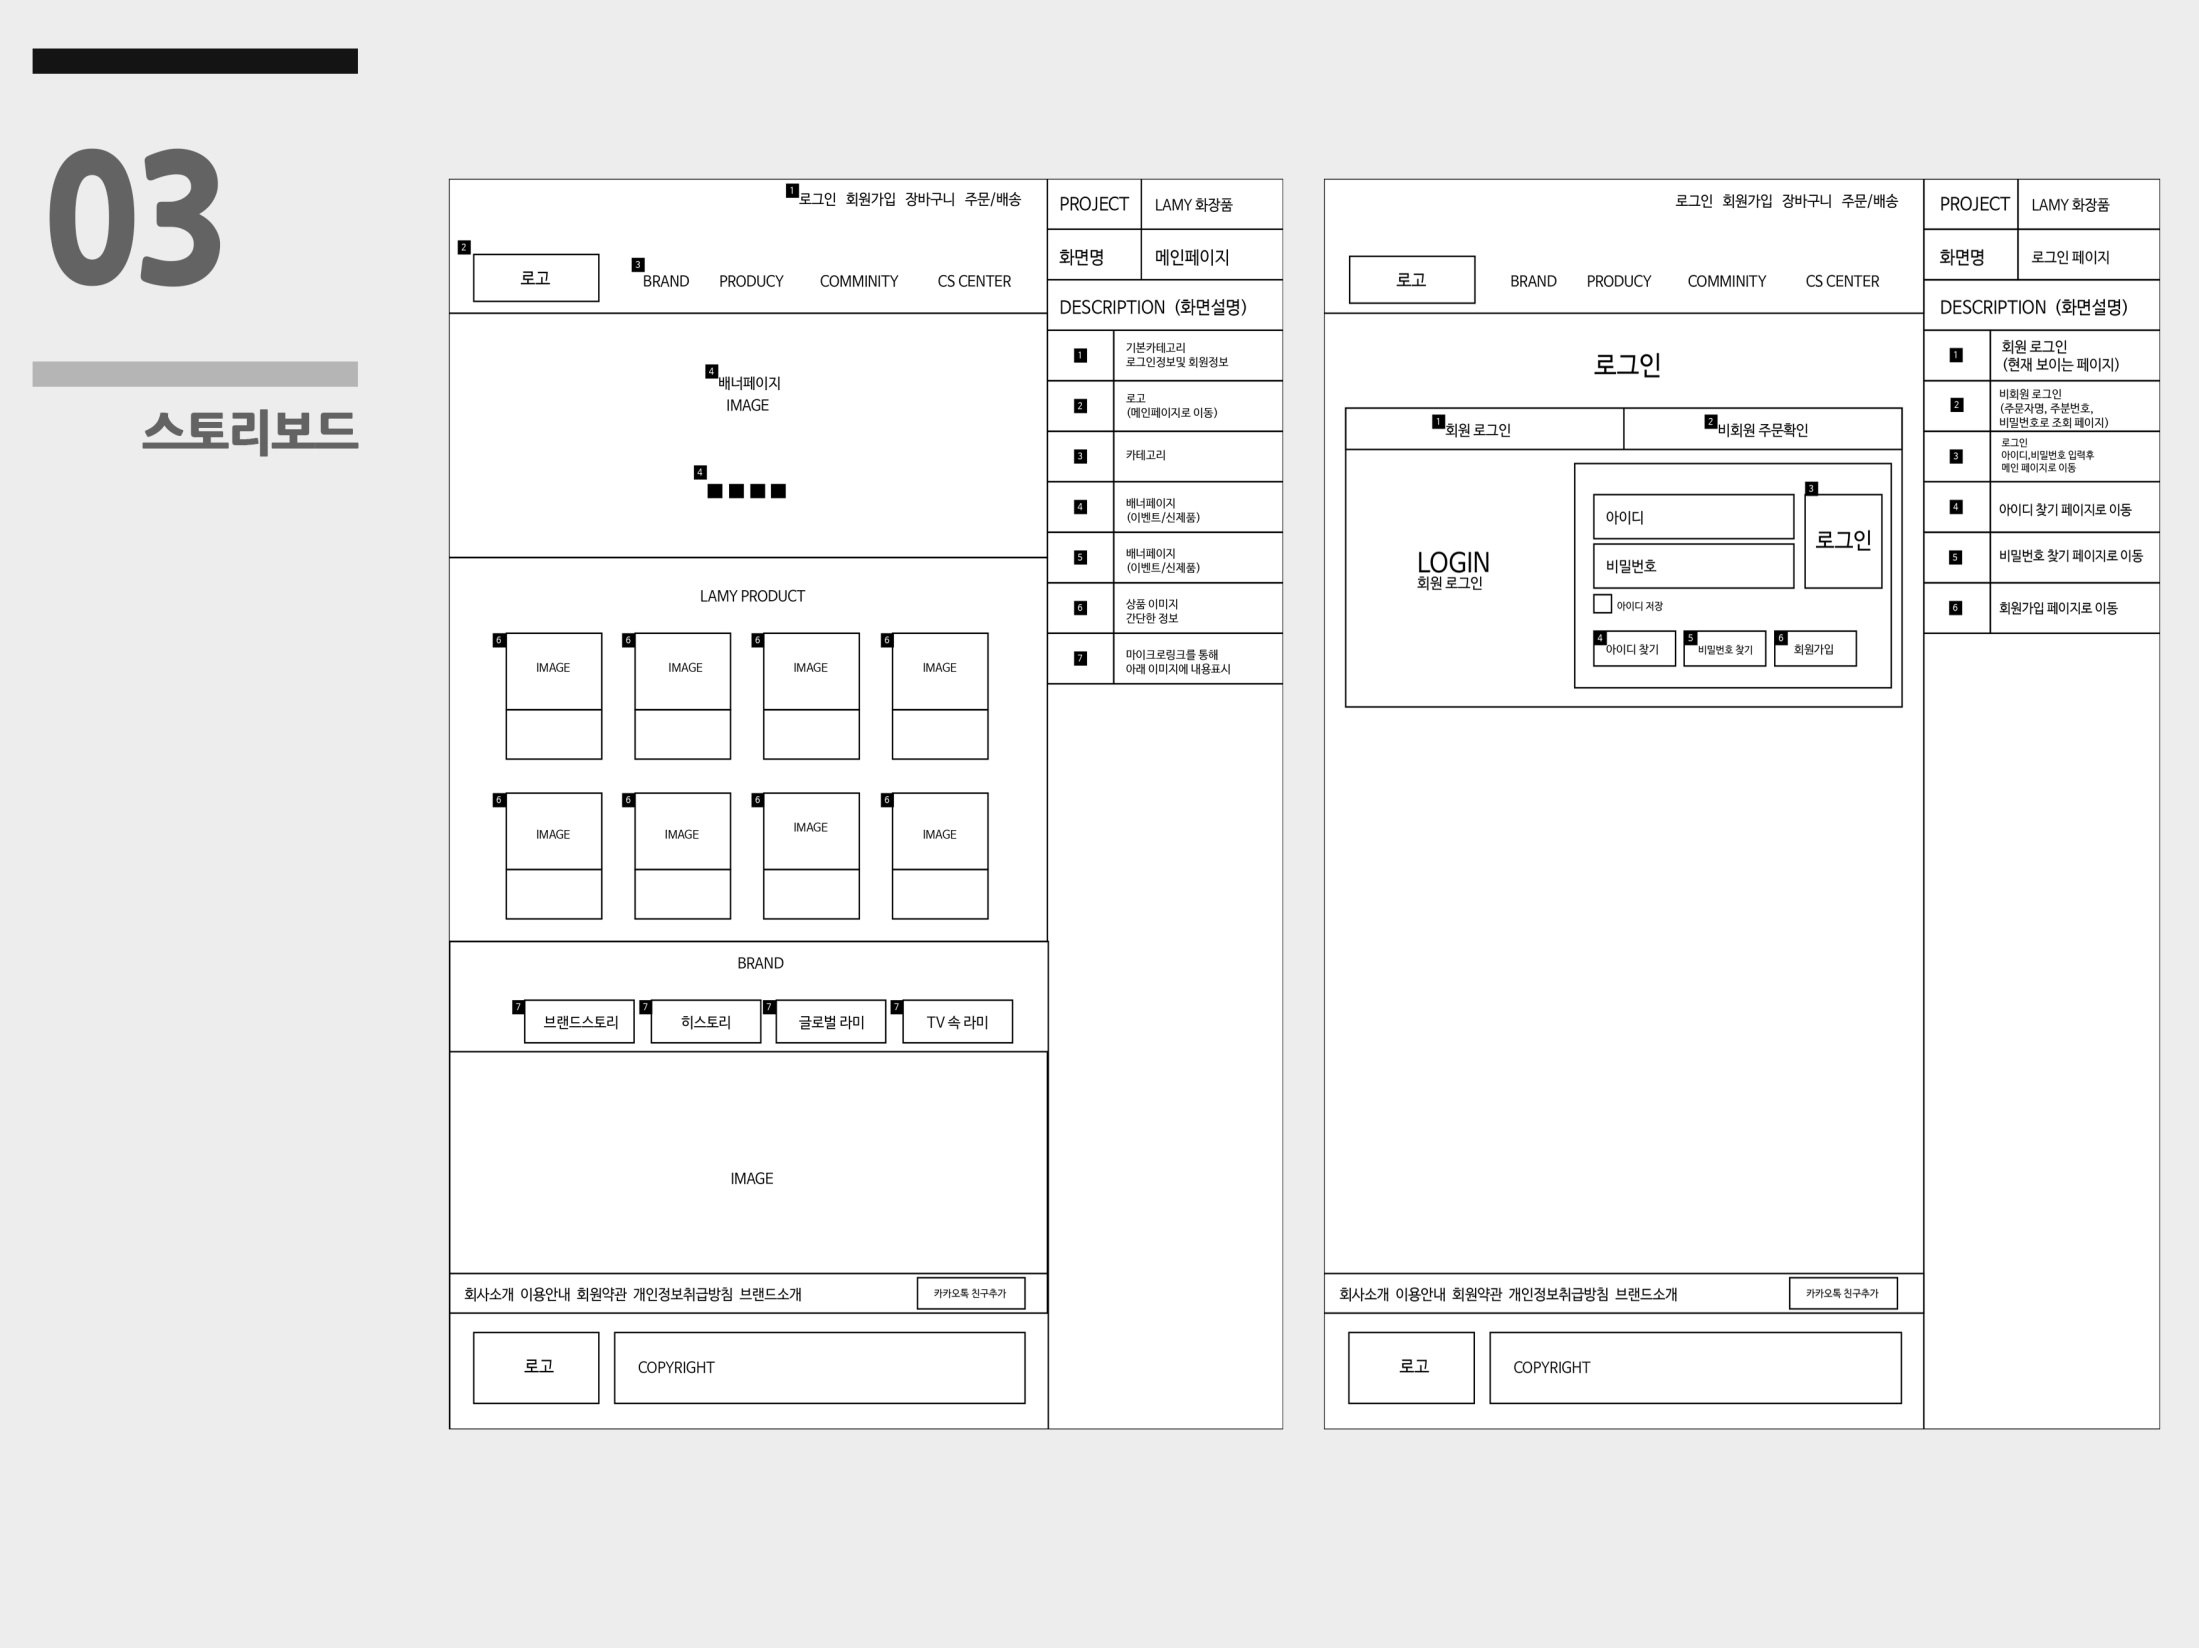 03
스토리보드
1
로그인 회원가입 장바구니 주문/배송
2
로고
3
BRAND PRODUCY COMMINITY CS CENTER
4
배너페이지
IMAGE
4
LAMY PRODUCT
6 6 6 6
IMAGE IMAGE IMAGE IMAGE
6 6 6 6
IMAGE IMAGE IMAGE IMAGE
BRAND
7 7 7 7
브랜드스토리 히스토리 글로벌 라미 TV 속 라미
IMAGE
회사소개 이용안내 회원약관 개인정보취급방침 브랜드소개 카카오톡 친구추가
로고 COPYRIGHT
PROJECT LAMY 화장품
화면명 메인페이지
DESCRIPTION (화면설명)
1 기본카테고리
로그인정보및 회원정보
2 로고
(메인페이지로 이동)
3 카테고리
4 배너페이지
(이벤트/신제품)
5 배너페이지
(이벤트/신제품)
6 상품 이미지
간단한 정보
7 마이크로링크를 통해
아래 이미지에 내용표시
로그인 회원가입 장바구니 주문/배송
로고 BRAND PRODUCY COMMINITY CS CENTER
로그인
1 회원 로그인 2 비회원 주문확인
LOGIN
회원 로그인
아이디
비밀번호
3
로그인
아이디 저장
4 아이디 찾기 5 비밀번호 찾기 6 회원가입
회사소개 이용안내 회원약관 개인정보취급방침 브랜드소개 카카오톡 친구추가
로고 COPYRIGHT
PROJECT LAMY 화장품
화면명 로그인 페이지
DESCRIPTION (화면설명)
1 회원 로그인
(현재 보이는 페이지)
2 비회원 로그인
(주문자명, 주분번호,
비밀번호로 조회 페이지)
3 로그인
아이디,비밀번호 입력후
메인 페이지로 이동
4 아이디 찾기 페이지로 이동
5 비밀번호 찾기 페이지로 이동
6 회원가입 페이지로 이동